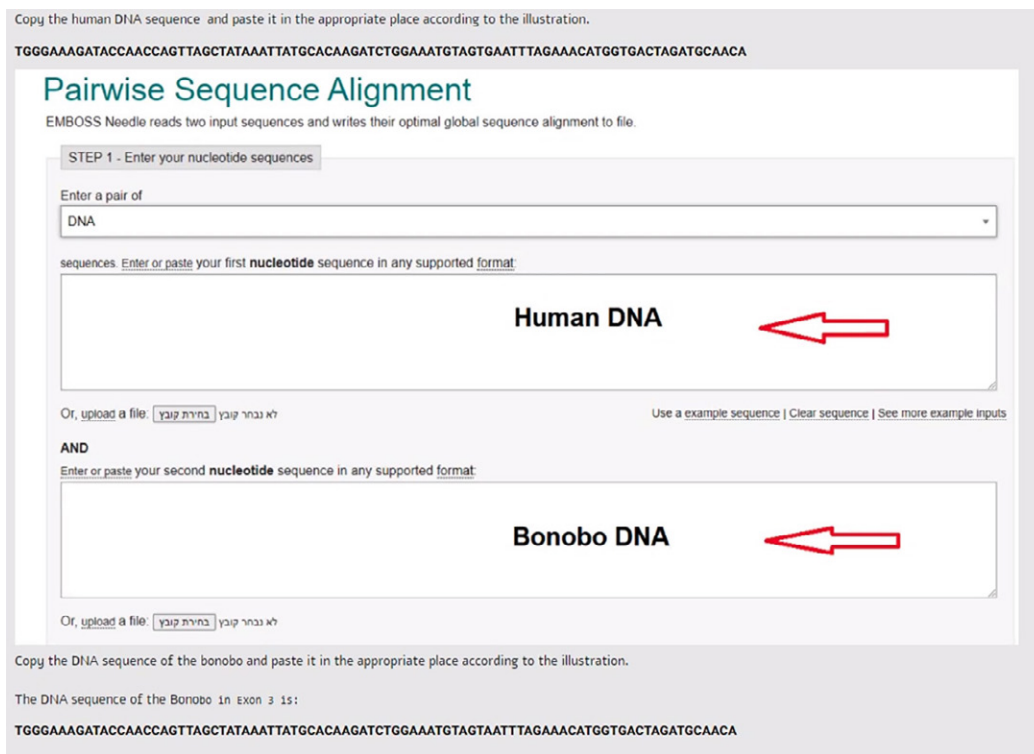 Copy the human DNA sequence and paste it in the appropriate place according to the illustration.
TGGGAAAGATACCAACCAGTTAGCTATAAATTATGCACAAGATCTGGAAATGTAGTGAATTTAGAAACATGGTGACTAGATGCAACA
Pairwise Sequence Alignment
EMBOSS Needle reads two input sequences and writes their optimal global sequence alignment to file.
STEP 1 - Enter your nucleotide sequences
Enter a pair of
DNA
sequences. Enter or paste your first nucleotide sequence in any supported format:
Human DNA
Or, upload a file: בחירת קובץ לא נבחר קובץ Use a example sequence | Clear sequence | See more example inputs
AND
Enter or paste your second nucleotide sequence in any supported format:
Bonobo DNA
Or, upload a file: בחירת קובץ לא נבחר קובץ
Copy the DNA sequence of the bonobo and paste it in the appropriate place according to the illustration.
The DNA sequence of the Bonobo in Exon 3 is:
TGGGAAAGATACCAACCAGTTAGCTATAAATTATGCACAAGATCTGGAAATGTAGTAATTTAGAAACATGGTGACTAGATGCAACA